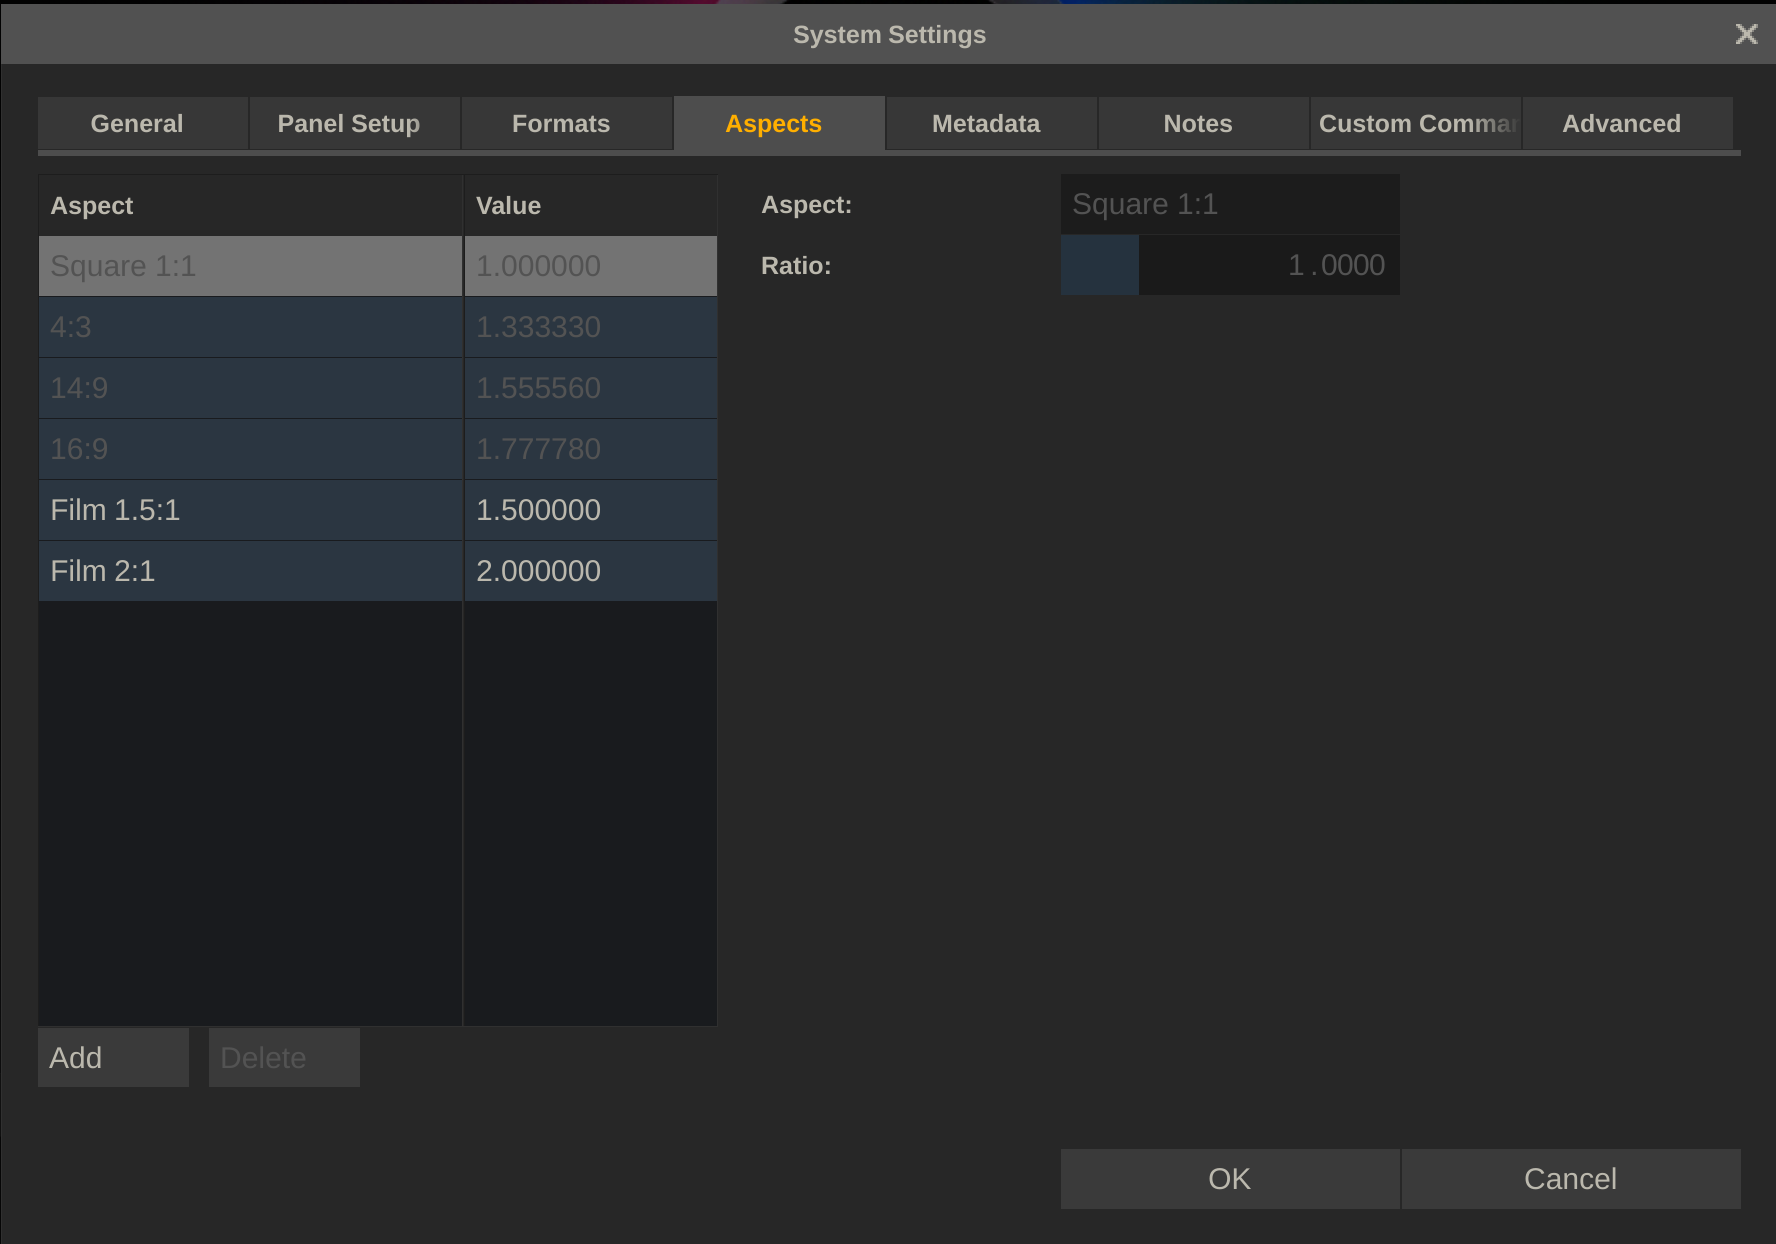 System Settings
General Panel Setup Formats Aspects Metadata Notes Custom Comman Advanced
Aspect Value
Aspect: Square 1:1
Square 1:1 1.000000
Ratio: 1.0000
4:3 1.333330
14:9 1.555560
16:9 1.777780
Film 1.5:1 1.500000
Film 2:1 2.000000
Add Delete
OK Cancel